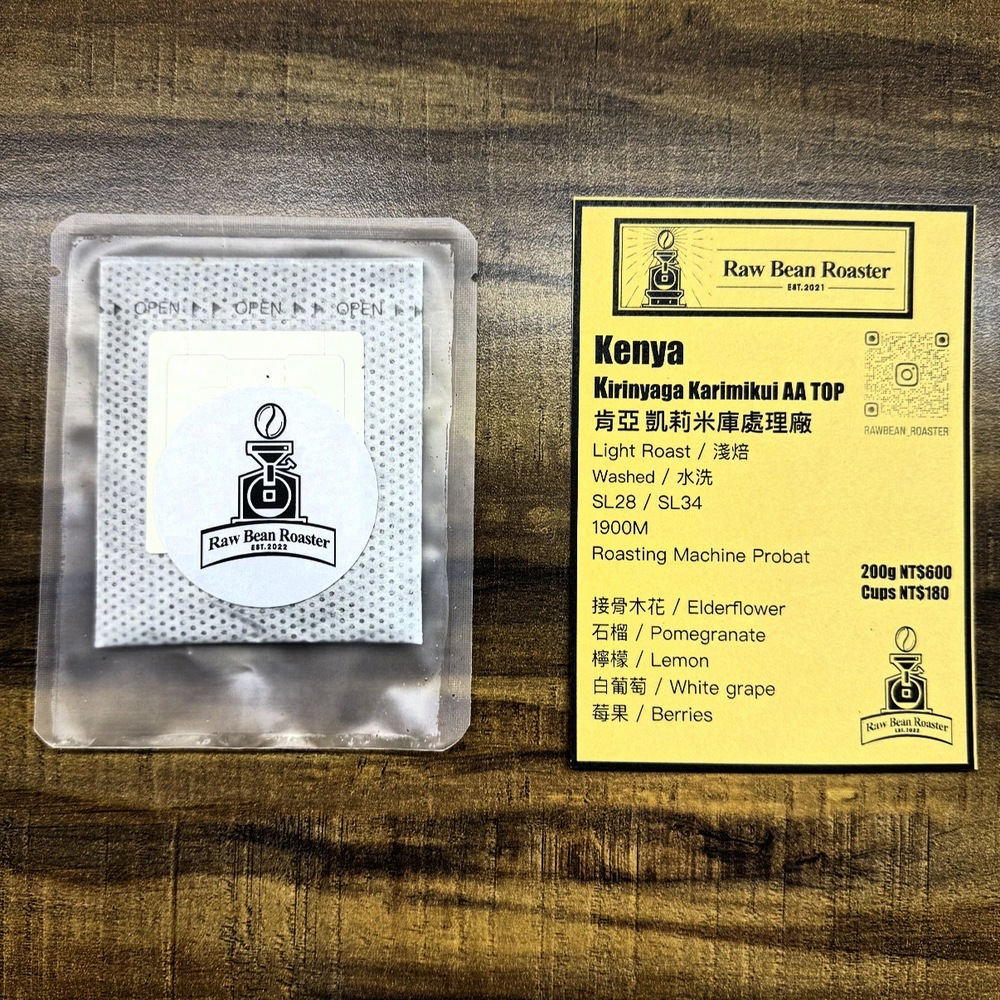 OPEN OPEN OPEN
Raw Bean Roaster
EST.2022
Raw Bean Roaster
EST.2021
Kenya
Kirinyaga Karimikui AA TOP
肯亞 凱莉米庫處理廠
Light Roast / 淺焙
Washed / 水洗
SL28 / SL34
1900M
Roasting Machine Probat
RAWBEAN_ROASTER
200g NT$600
Cups NT$180
接骨木花 / Elderflower
石榴 / Pomegranate
檸檬 / Lemon
白葡萄 / White grape
莓果 / Berries
Raw Bean Roaster
EST.2022